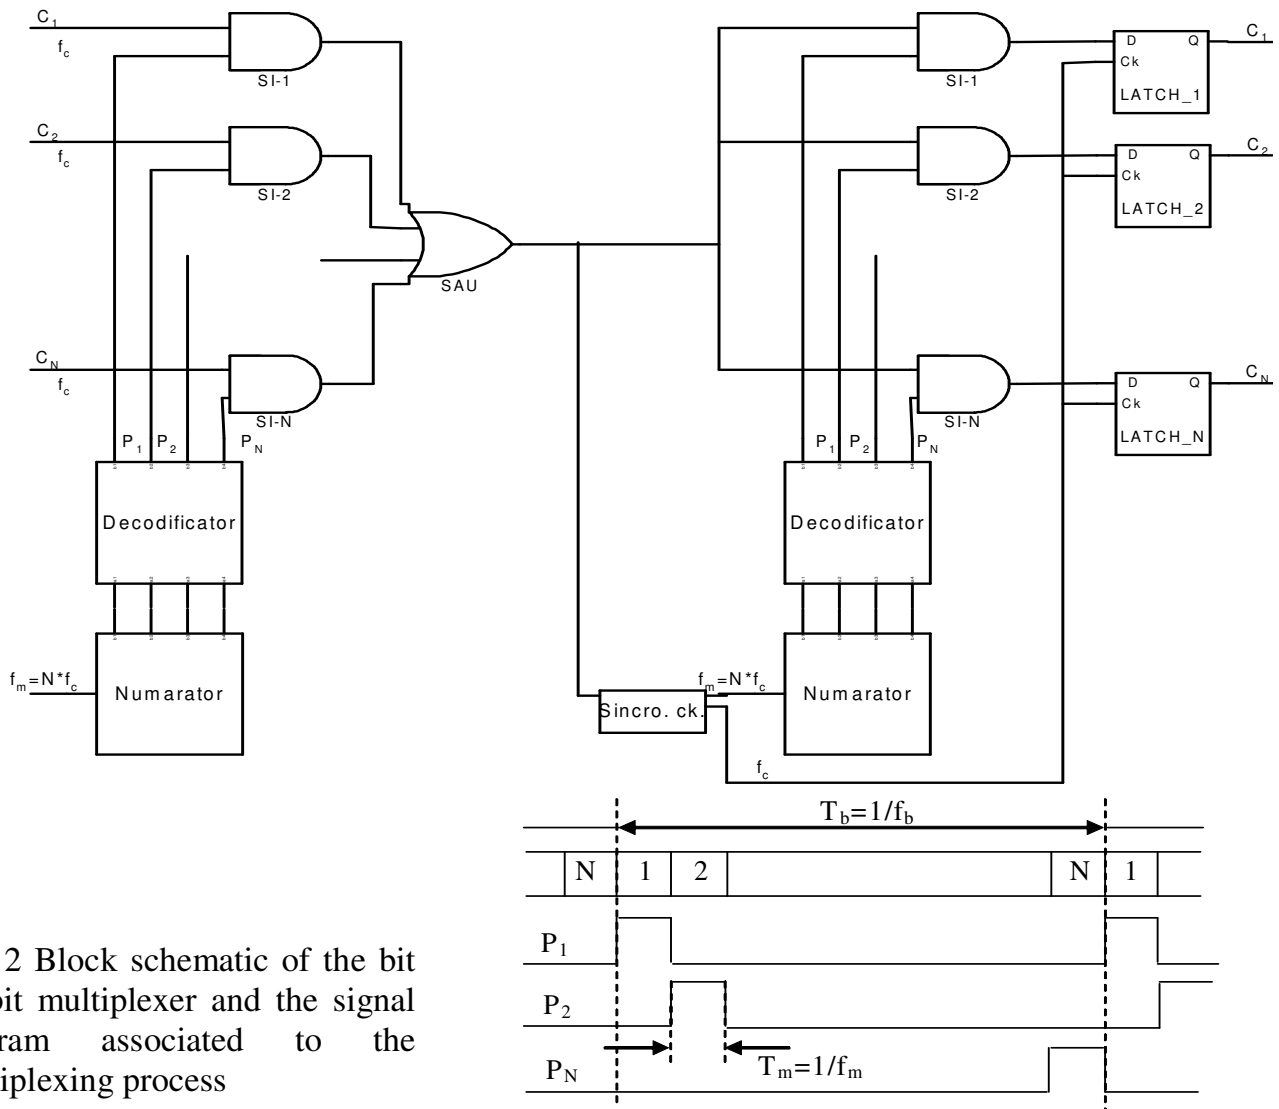 C1
fc
SI-1
C2
fc
SI-2
SAU
CN
fc
SI-N
P1 P2 PN
Decodificator
fm=N*fc
Numarator
SI-1
D Q
Ck
LATCH_1
C1
SI-2
D Q
Ck
LATCH_2
C2
SI-N
D Q
Ck
LATCH_N
CN
P1 P2 PN
Decodificator
fm=N*fc
Sincro. ck.
Numarator
fc
Tb=1/fb
N 1 2 N 1
P1
P2
Tm=1/fm
PN
2 Block schematic of the bit
bit multiplexer and the signal
ram associated to the
tiplexing process